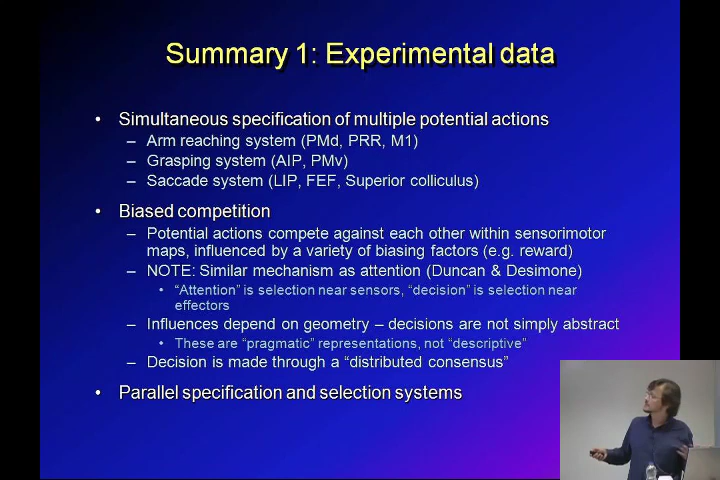 Summary 1: Experimental data
• Simultaneous specification of multiple potential actions
– Arm reaching system (PMd, PRR, M1)
– Grasping system (AIP, PMv)
– Saccade system (LIP, FEF, Superior colliculus)
• Biased competition
– Potential actions compete against each other within sensorimotor
maps, influenced by a variety of biasing factors (e.g. reward)
– NOTE: Similar mechanism as attention (Duncan & Desimone)
• “Attention” is selection near sensors, “decision” is selection near
effectors
– Influences depend on geometry – decisions are not simply abstract
• These are “pragmatic” representations, not “descriptive”
– Decision is made through a “distributed consensus”
• Parallel specification and selection systems